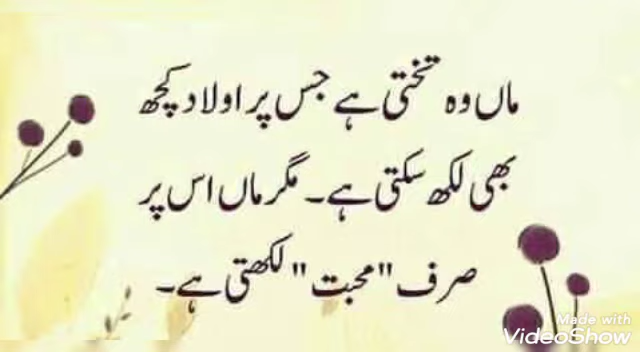 ماں وہ تختی ہے جس پر اولاد کچھ
بھی لکھ سکتی ہے۔ مگر ماں اس پر
صرف "محبت" لکھتی ہے۔
Made with
VideoShow